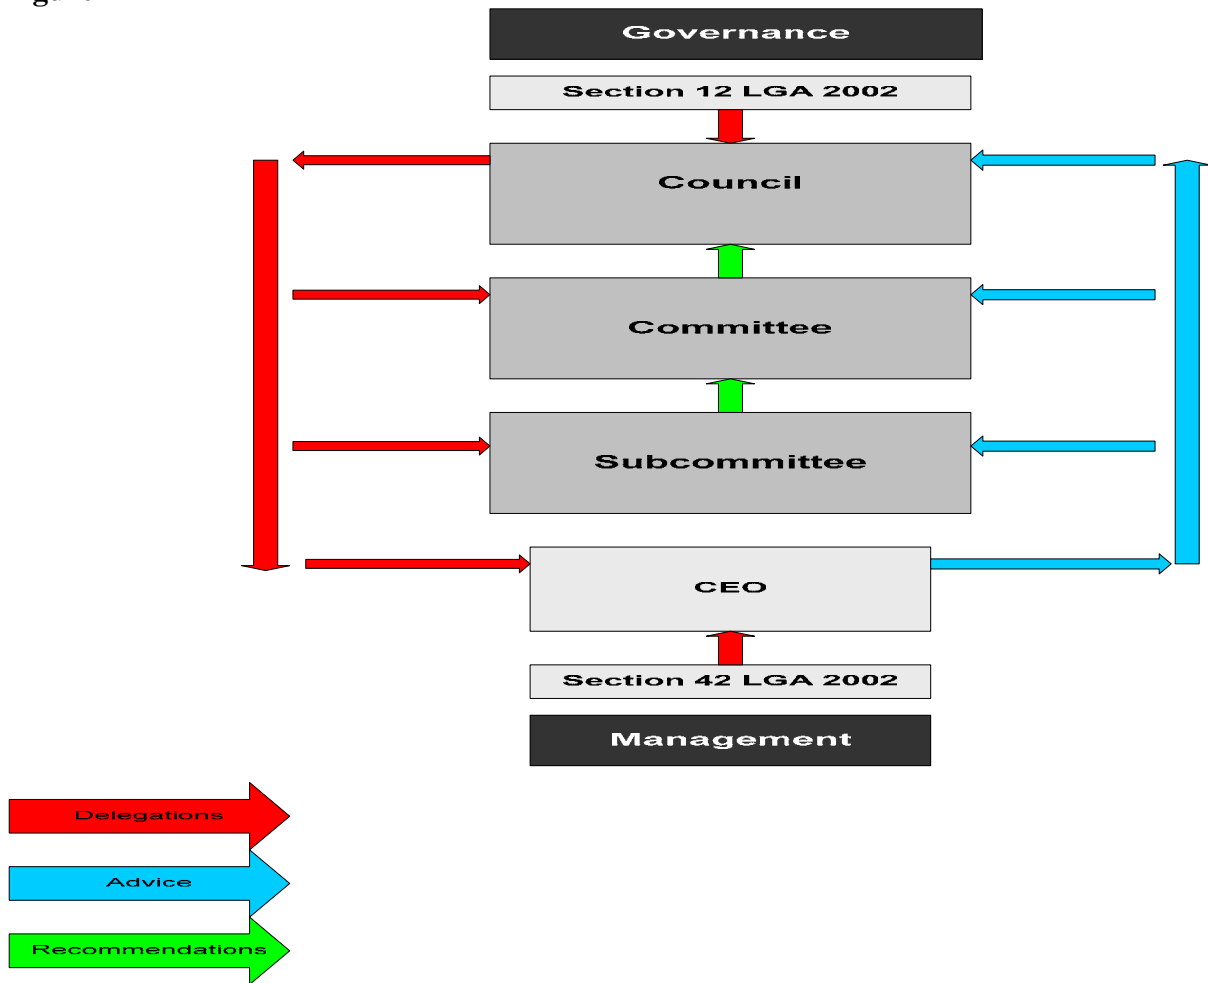 Governance
Section 12 LGA 2002
Council
Committee
Subcommittee
CEO
Section 42 LGA 2002
Management
Delegations
Advice
Recommendations